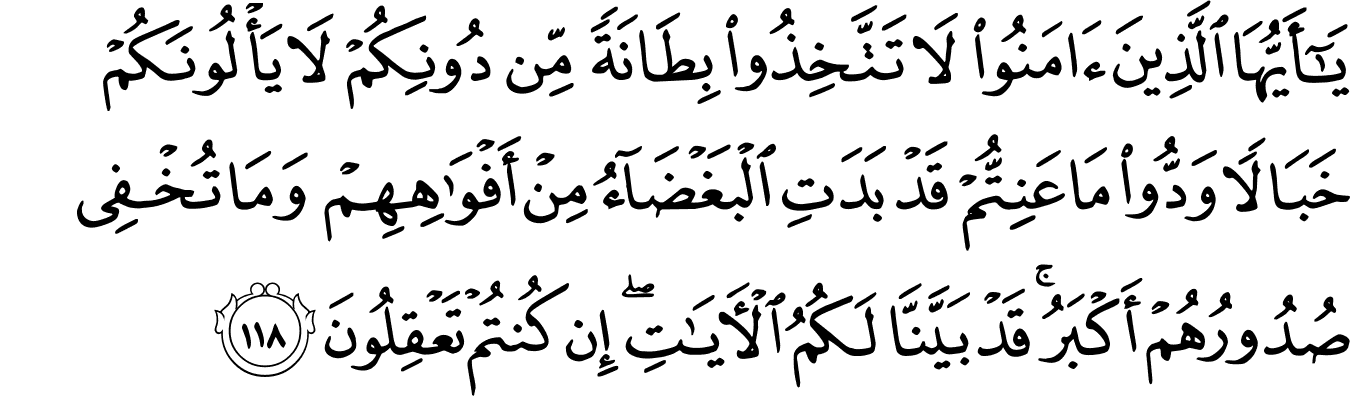 يَٰٓأَيُّهَا ٱلَّذِينَ ءَامَنُوا۟ لَا تَتَّخِذُوا۟ بِطَانَةً مِّن دُونِكُمْ لَا يَأْلُونَكُمْ
خَبَالًا وَدُّوا۟ مَا عَنِتُّمْ قَدْ بَدَتِ ٱلْبَغْضَآءُ مِنْ أَفْوَٰهِهِمْ وَمَا تُخْفِى
صُدُورُهُمْ أَكْبَرُ ۚ قَدْ بَيَّنَّا لَكُمُ ٱلْأَيَٰتِ ۖ إِن كُنتُمْ تَعْقِلُونَ ١١٨